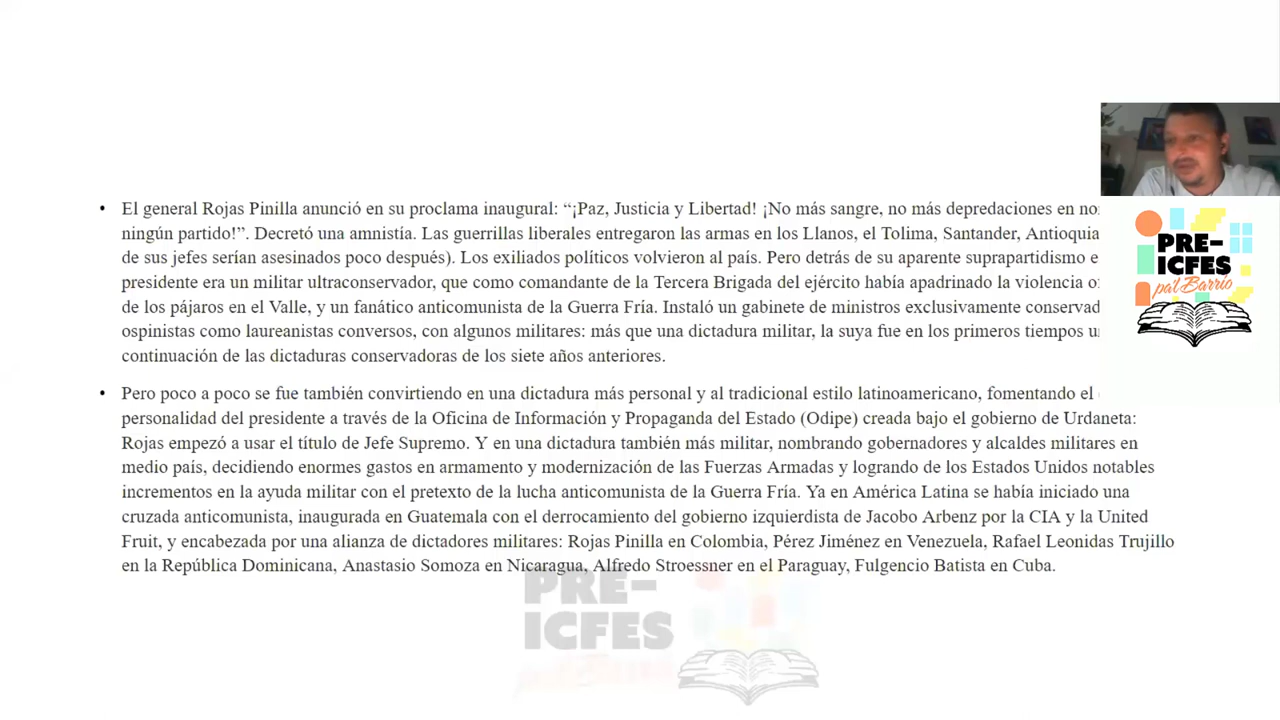 El general Rojas Pinilla anunció en su proclama inaugural: “¡Paz, Justicia y Libertad! ¡No más sangre, no más depredaciones en
ningún partido!”. Decretó una amnistía. Las guerrillas liberales entregaron las armas en los Llanos, el Tolima, Santander, Antioquia
de sus jefes serían asesinados poco después). Los exiliados políticos volvieron al país. Pero detrás de su aparente suprapartidismo
presidente era un militar ultraconservador, que como comandante de la Tercera Brigada del ejército había apadrinado la violencia
de los pájaros en el Valle, y un fanático anticomunista de la Guerra Fría. Instaló un gabinete de ministros exclusivamente
ospinistas como laureanistas conversos, con algunos militares: más que una dictadura militar, la suya fue en los primeros tiempos
continuación de las dictaduras conservadoras de los siete años anteriores.
Pero poco a poco se fue también convirtiendo en una dictadura más personal y al tradicional estilo latinoamericano, fomentando el
personalidad del presidente a través de la Oficina de Información y Propaganda del Estado (Odipe) creada bajo el gobierno de Urdaneta:
Rojas empezó a usar el título de Jefe Supremo. Y en una dictadura también más militar, nombrando gobernadores y alcaldes militares en
medio país, decidiendo enormes gastos en armamento y modernización de las Fuerzas Armadas y logrando de los Estados Unidos notables
incrementos en la ayuda militar con el pretexto de la lucha anticomunista de la Guerra Fría. Ya en América Latina se había iniciado una
cruzada anticomunista, inaugurada en Guatemala con el derrocamiento del gobierno izquierdista de Jacobo Arbenz por la CIA y la United
Fruit, y encabezada por una alianza de dictadores militares: Rojas Pinilla en Colombia, Pérez Jiménez en Venezuela, Rafael Leonidas Trujillo
en la República Dominicana, Anastasio Somoza en Nicaragua, Alfredo Stroessner en el Paraguay, Fulgencio Batista en Cuba.
PRE-
ICFES
pal Barrio
PRE-
ICFES
pal Barrio